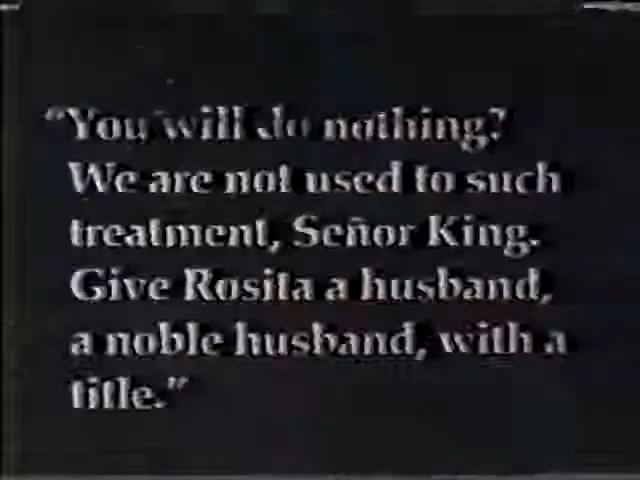 “You will do nothing?
We are not used to such
treatment, Señor King.
Give Rosita a husband,
a noble husband, with a
title.”